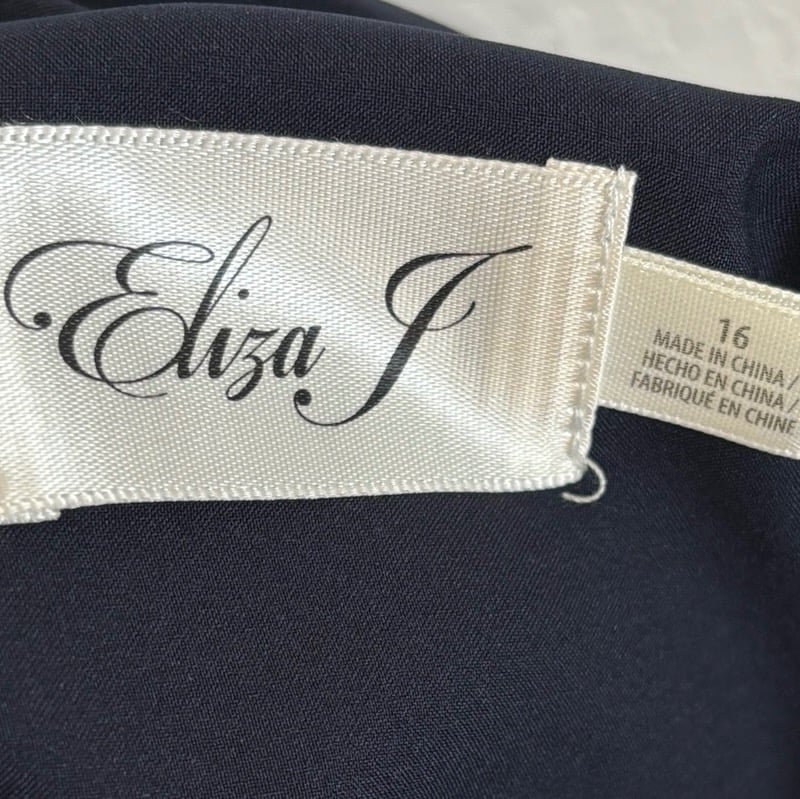 Eliza J
16
MADE IN CHINA /
HECHO EN CHINA /
FABRIQUÉ EN CHINE